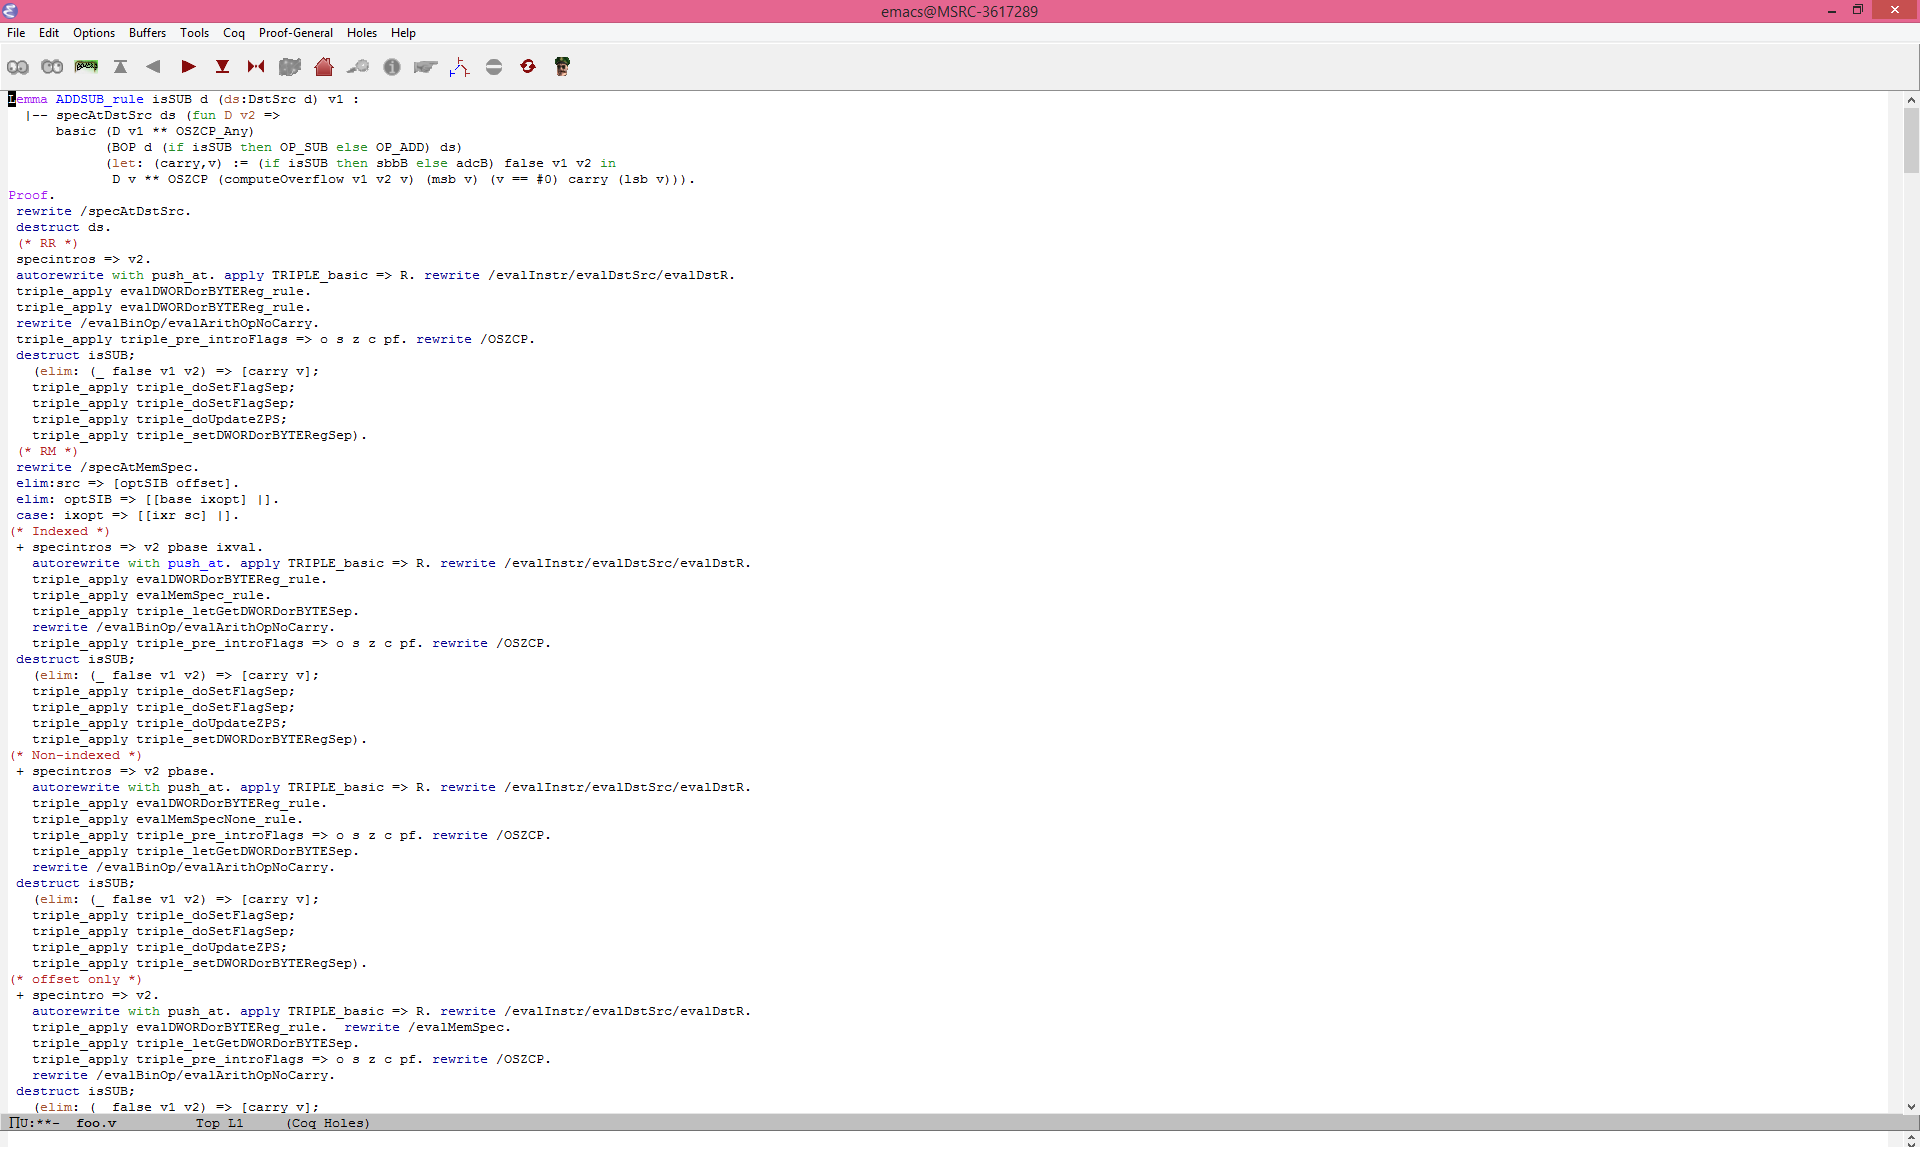 emacs@MSRC-3617289
File Edit Options Buffers Tools Coq Proof-General Holes Help
Lemma ADDSUB_rule isSUB d (ds:DstSrc d) v1 :
  |-- specAtDstSrc ds (fun D v2 =>
      basic (D v1 ** OSZCP_Any)
            (BOP d (if isSUB then OP_SUB else OP_ADD) ds)
            (let: (carry,v) := (if isSUB then sbbB else adcB) false v1 v2 in
             D v ** OSZCP (computeOverflow v1 v2 v) (msb v) (v == #0) carry (lsb v))).
Proof.
 rewrite /specAtDstSrc.
 destruct ds.
 (* RR *)
 specintros => v2.
 autorewrite with push_at. apply TRIPLE_basic => R. rewrite /evalInstr/evalDstSrc/evalDstR.
 triple_apply evalDWORDorBYTEReg_rule.
 triple_apply evalDWORDorBYTEReg_rule.
 rewrite /evalBinOp/evalArithOpNoCarry.
 triple_apply triple_pre_introFlags => o s z c pf. rewrite /OSZCP.
 destruct isSUB;
   (elim: (_ false v1 v2) => [carry v];
   triple_apply triple_doSetFlagSep;
   triple_apply triple_doSetFlagSep;
   triple_apply triple_doUpdateZPS;
   triple_apply triple_setDWORDorBYTERegSep).
 (* RM *)
 rewrite /specAtMemSpec.
 elim:src => [optSIB offset].
 elim: optSIB => [[base ixopt] |].
 case: ixopt => [[ixr sc] |].
(* Indexed *)
 + specintros => v2 pbase ixval.
   autorewrite with push_at. apply TRIPLE_basic => R. rewrite /evalInstr/evalDstSrc/evalDstR.
   triple_apply evalDWORDorBYTEReg_rule.
   triple_apply evalMemSpec_rule.
   triple_apply triple_letGetDWORDorBYTESep.
   rewrite /evalBinOp/evalArithOpNoCarry.
   triple_apply triple_pre_introFlags => o s z c pf. rewrite /OSZCP.
 destruct isSUB;
   (elim: (_ false v1 v2) => [carry v];
   triple_apply triple_doSetFlagSep;
   triple_apply triple_doSetFlagSep;
   triple_apply triple_doUpdateZPS;
   triple_apply triple_setDWORDorBYTERegSep).
(* Non-indexed *)
 + specintros => v2 pbase.
   autorewrite with push_at. apply TRIPLE_basic => R. rewrite /evalInstr/evalDstSrc/evalDstR.
   triple_apply evalDWORDorBYTEReg_rule.
   triple_apply evalMemSpecNone_rule.
   triple_apply triple_pre_introFlags => o s z c pf. rewrite /OSZCP.
   triple_apply triple_letGetDWORDorBYTESep.
   rewrite /evalBinOp/evalArithOpNoCarry.
 destruct isSUB;
   (elim: (_ false v1 v2) => [carry v];
   triple_apply triple_doSetFlagSep;
   triple_apply triple_doSetFlagSep;
   triple_apply triple_doUpdateZPS;
   triple_apply triple_setDWORDorBYTERegSep).
(* offset only *)
 + specintro => v2.
   autorewrite with push_at. apply TRIPLE_basic => R. rewrite /evalInstr/evalDstSrc/evalDstR.
   triple_apply evalDWORDorBYTEReg_rule.  rewrite /evalMemSpec.
   triple_apply triple_letGetDWORDorBYTESep.
   triple_apply triple_pre_introFlags => o s z c pf. rewrite /OSZCP.
   rewrite /evalBinOp/evalArithOpNoCarry.
 destruct isSUB;
   (elim: (_ false v1 v2) => [carry v];
∏U:**-  foo.v          Top L1     (Coq Holes)